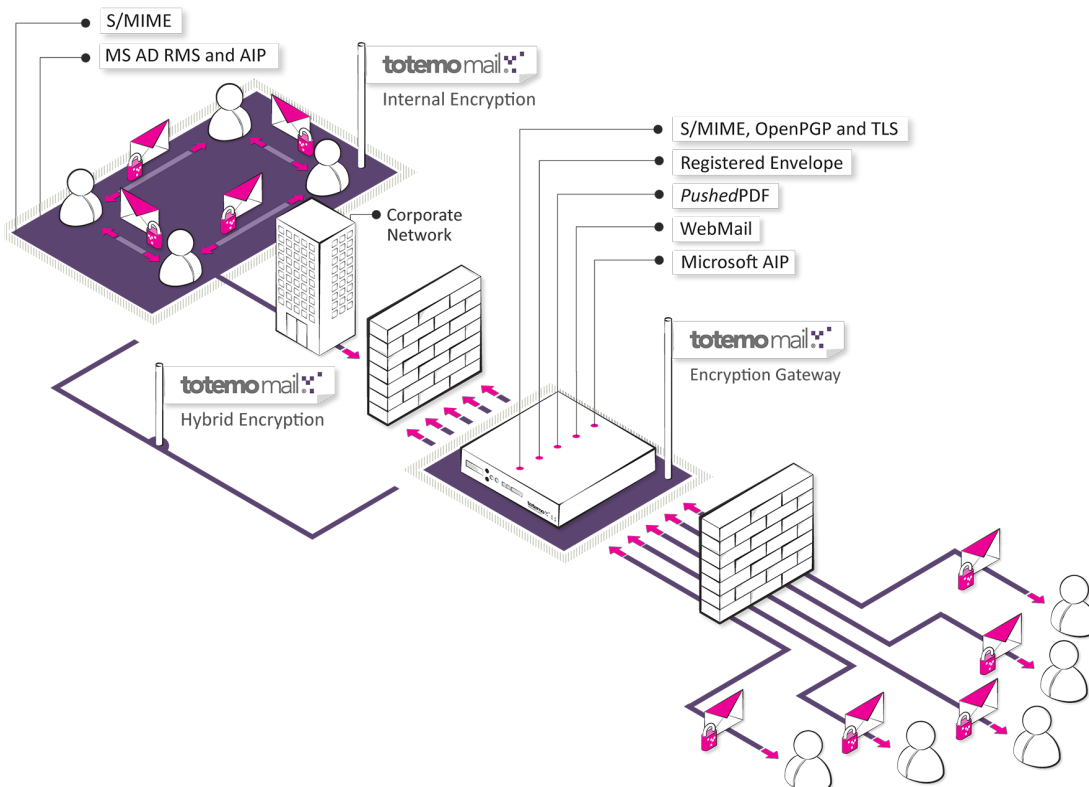 S/MIME
MS AD RMS and AIP
totemomail
Internal Encryption
S/MIME, OpenPGP and TLS
Registered Envelope
PushedPDF
WebMail
Microsoft AIP
Corporate
Network
totemomail
Encryption Gateway
totemomail
Hybrid Encryption
totemo